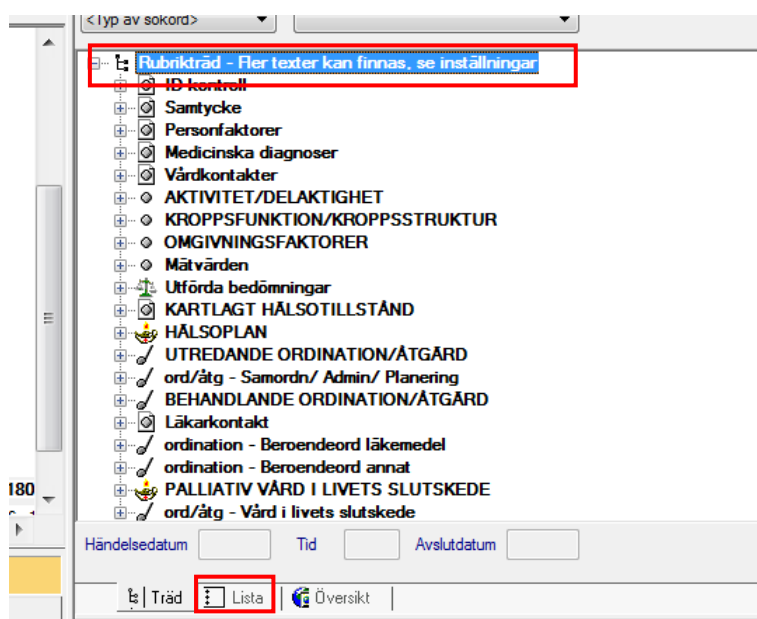 <Typ av sökord>
Rubrikträd - Fler texter kan finnas, se inställningar
ID kontroll
Samtycke
Personfaktorer
Medicinska diagnoser
Vårdkontakter
AKTIVITET/DELAKTIGHET
KROPPSFUNKTION/KROPPSSTRUKTUR
OMGIVNINGSFAKTORER
Mätvärden
Utförda bedömningar
KARTLAGT HÄLSOTILLSTÅND
HÄLSOPLAN
UTREDANDE ORDINATION/ÅTGÄRD
ord/åtg - Samordn/ Admin/ Planering
BEHANDLANDE ORDINATION/ÅTGÄRD
Läkarkontakt
ordination - Beroendeord läkemedel
ordination - Beroendeord annat
180 PALLIATIV VÅRD I LIVETS SLUTSKEDE
ord/åtg - Vård i livets slutskede
Händelsedatum Tid Avslutdatum
Träd Lista Översikt